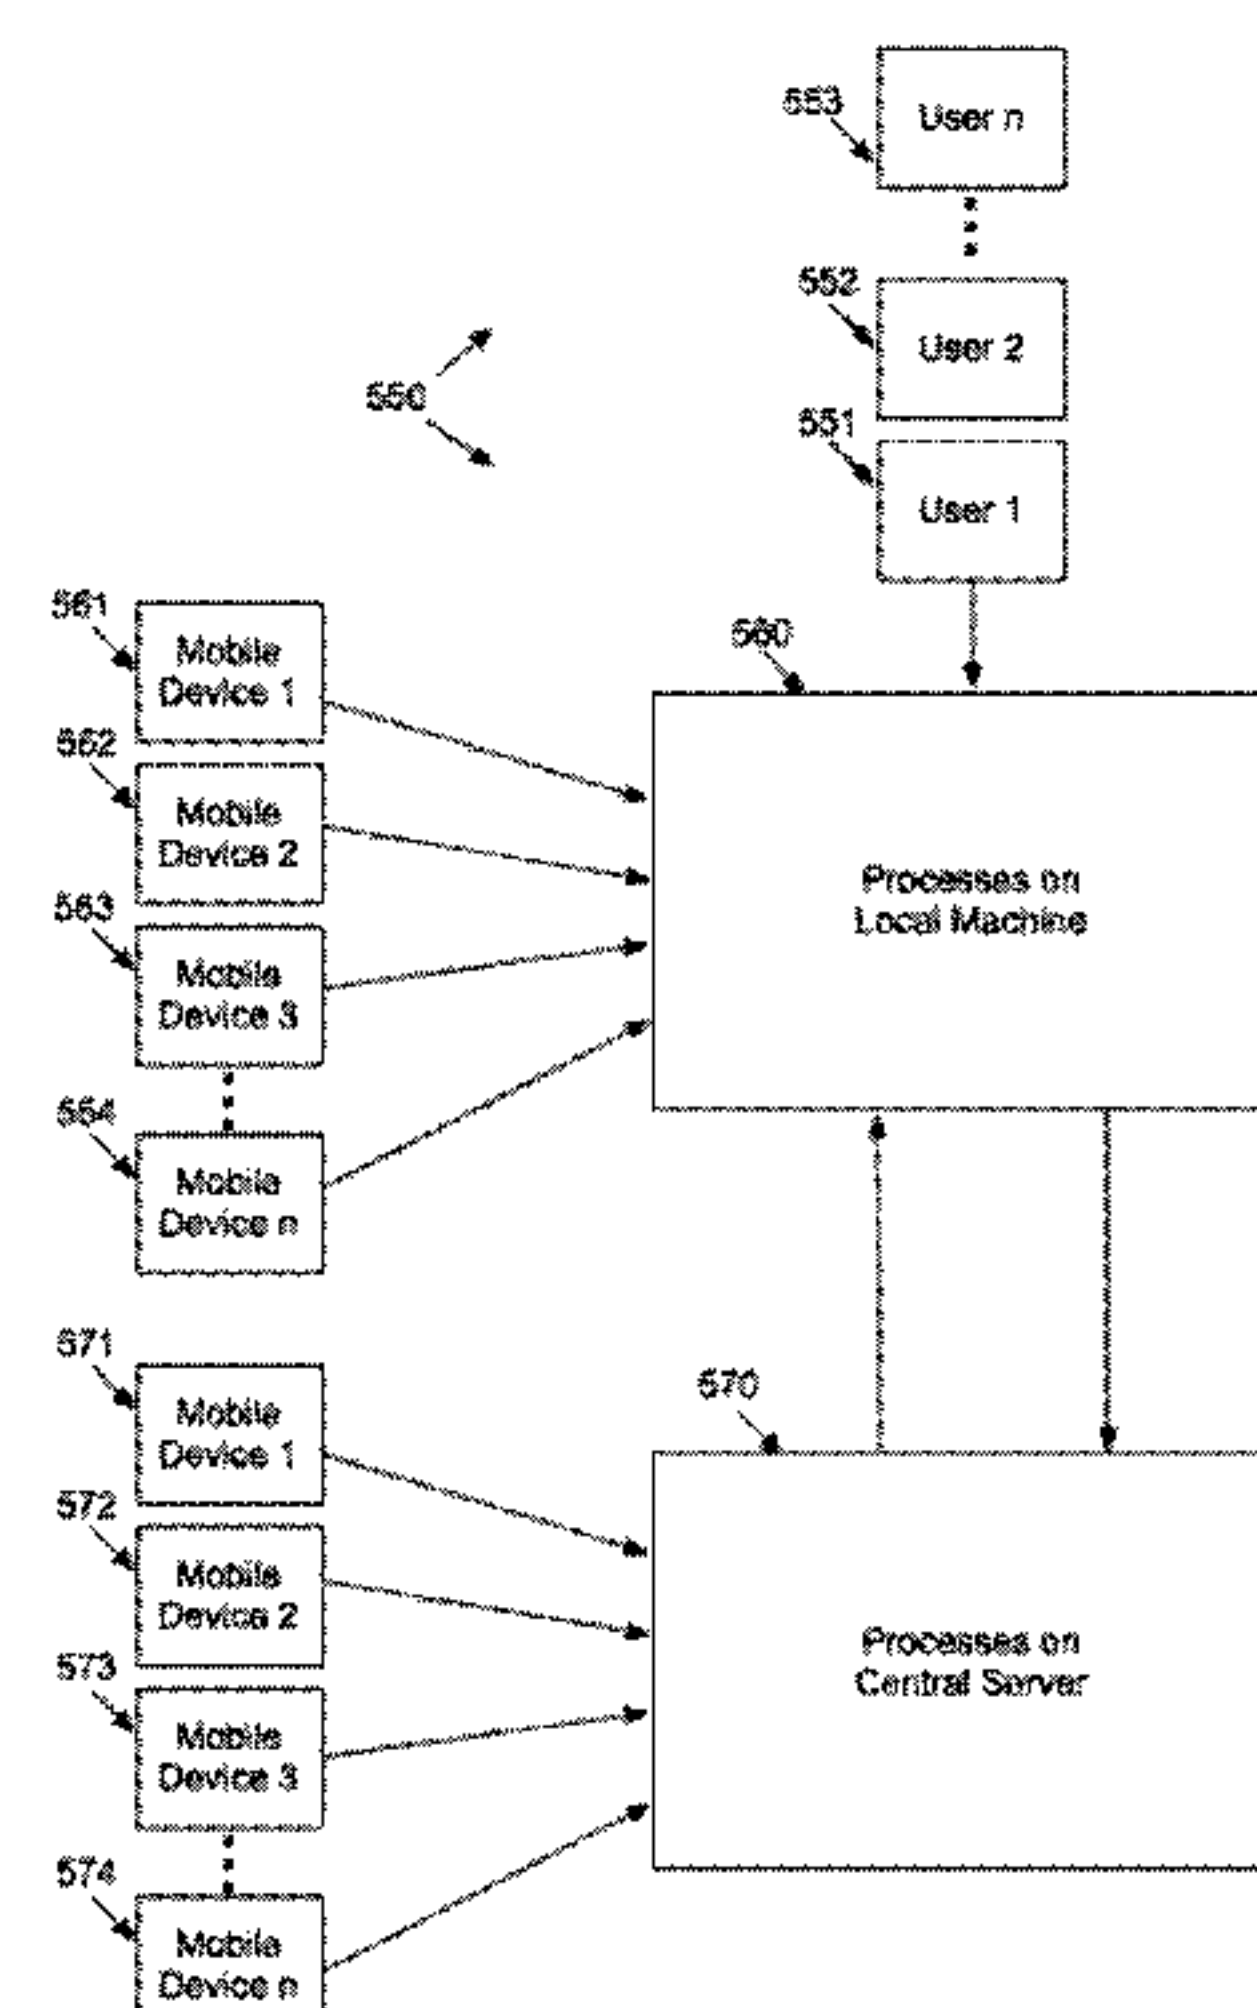 553
User n
552
User 2
550
551
User 1
561
Mobile
Device 1
560
562
Mobile
Device 2
Processes on
Local Machine
563
Mobile
Device 3
564
Mobile
Device n
571
Mobile
Device 1
570
572
Mobile
Device 2
Processes on
Central Server
573
Mobile
Device 3
574
Mobile
Device n